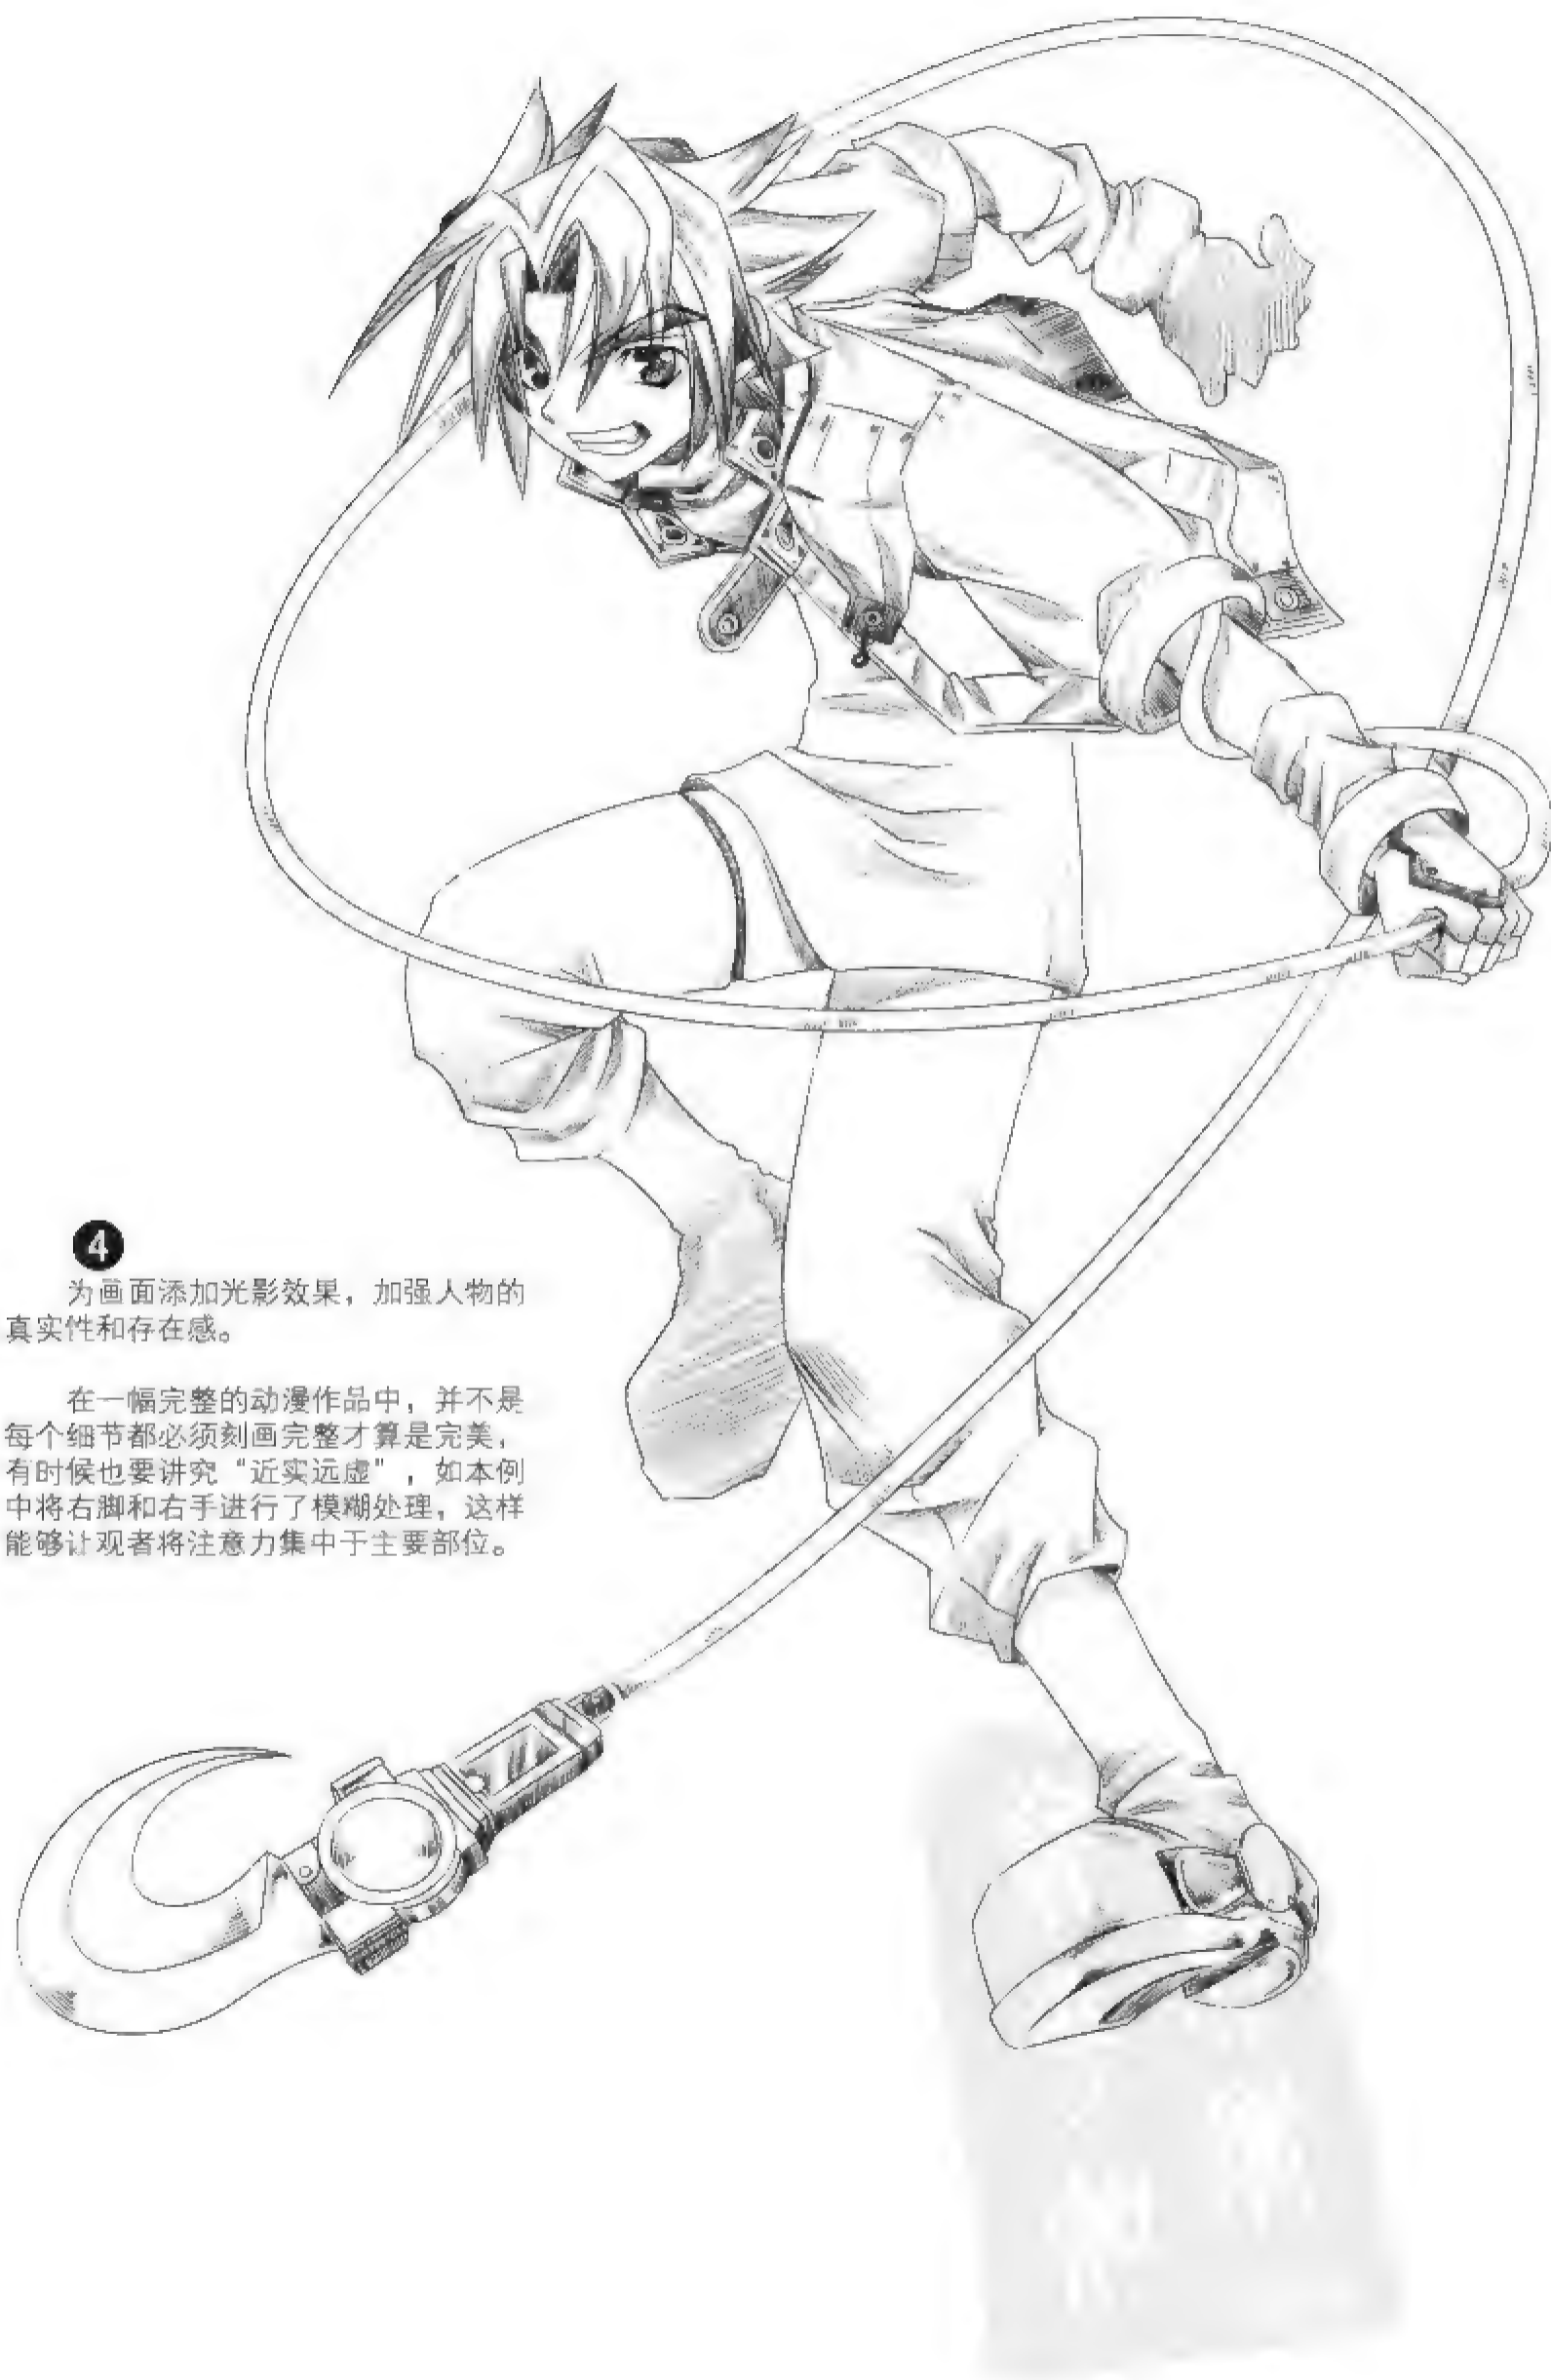 4
为画面添加光影效果，加强人物的
真实性和存在感。
在一幅完整的动漫作品中，并不是
每个细节都必须刻画完整才算是完美，
有时候也要讲究“近实远虚”，如本例
中将右脚和右手进行了模糊处理，这样
能够让观者将注意力集中于主要部位。